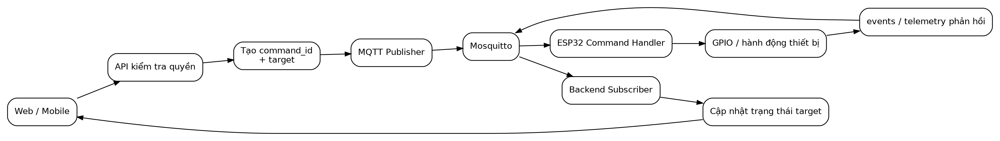 Web / Mobile
API kiểm tra quyền
Tạo command_id
+ target
MQTT Publisher
Mosquitto
ESP32 Command Handler
GPIO / hành động thiết bị
events / telemetry phản hồi
Backend Subscriber
Cập nhật trạng thái target